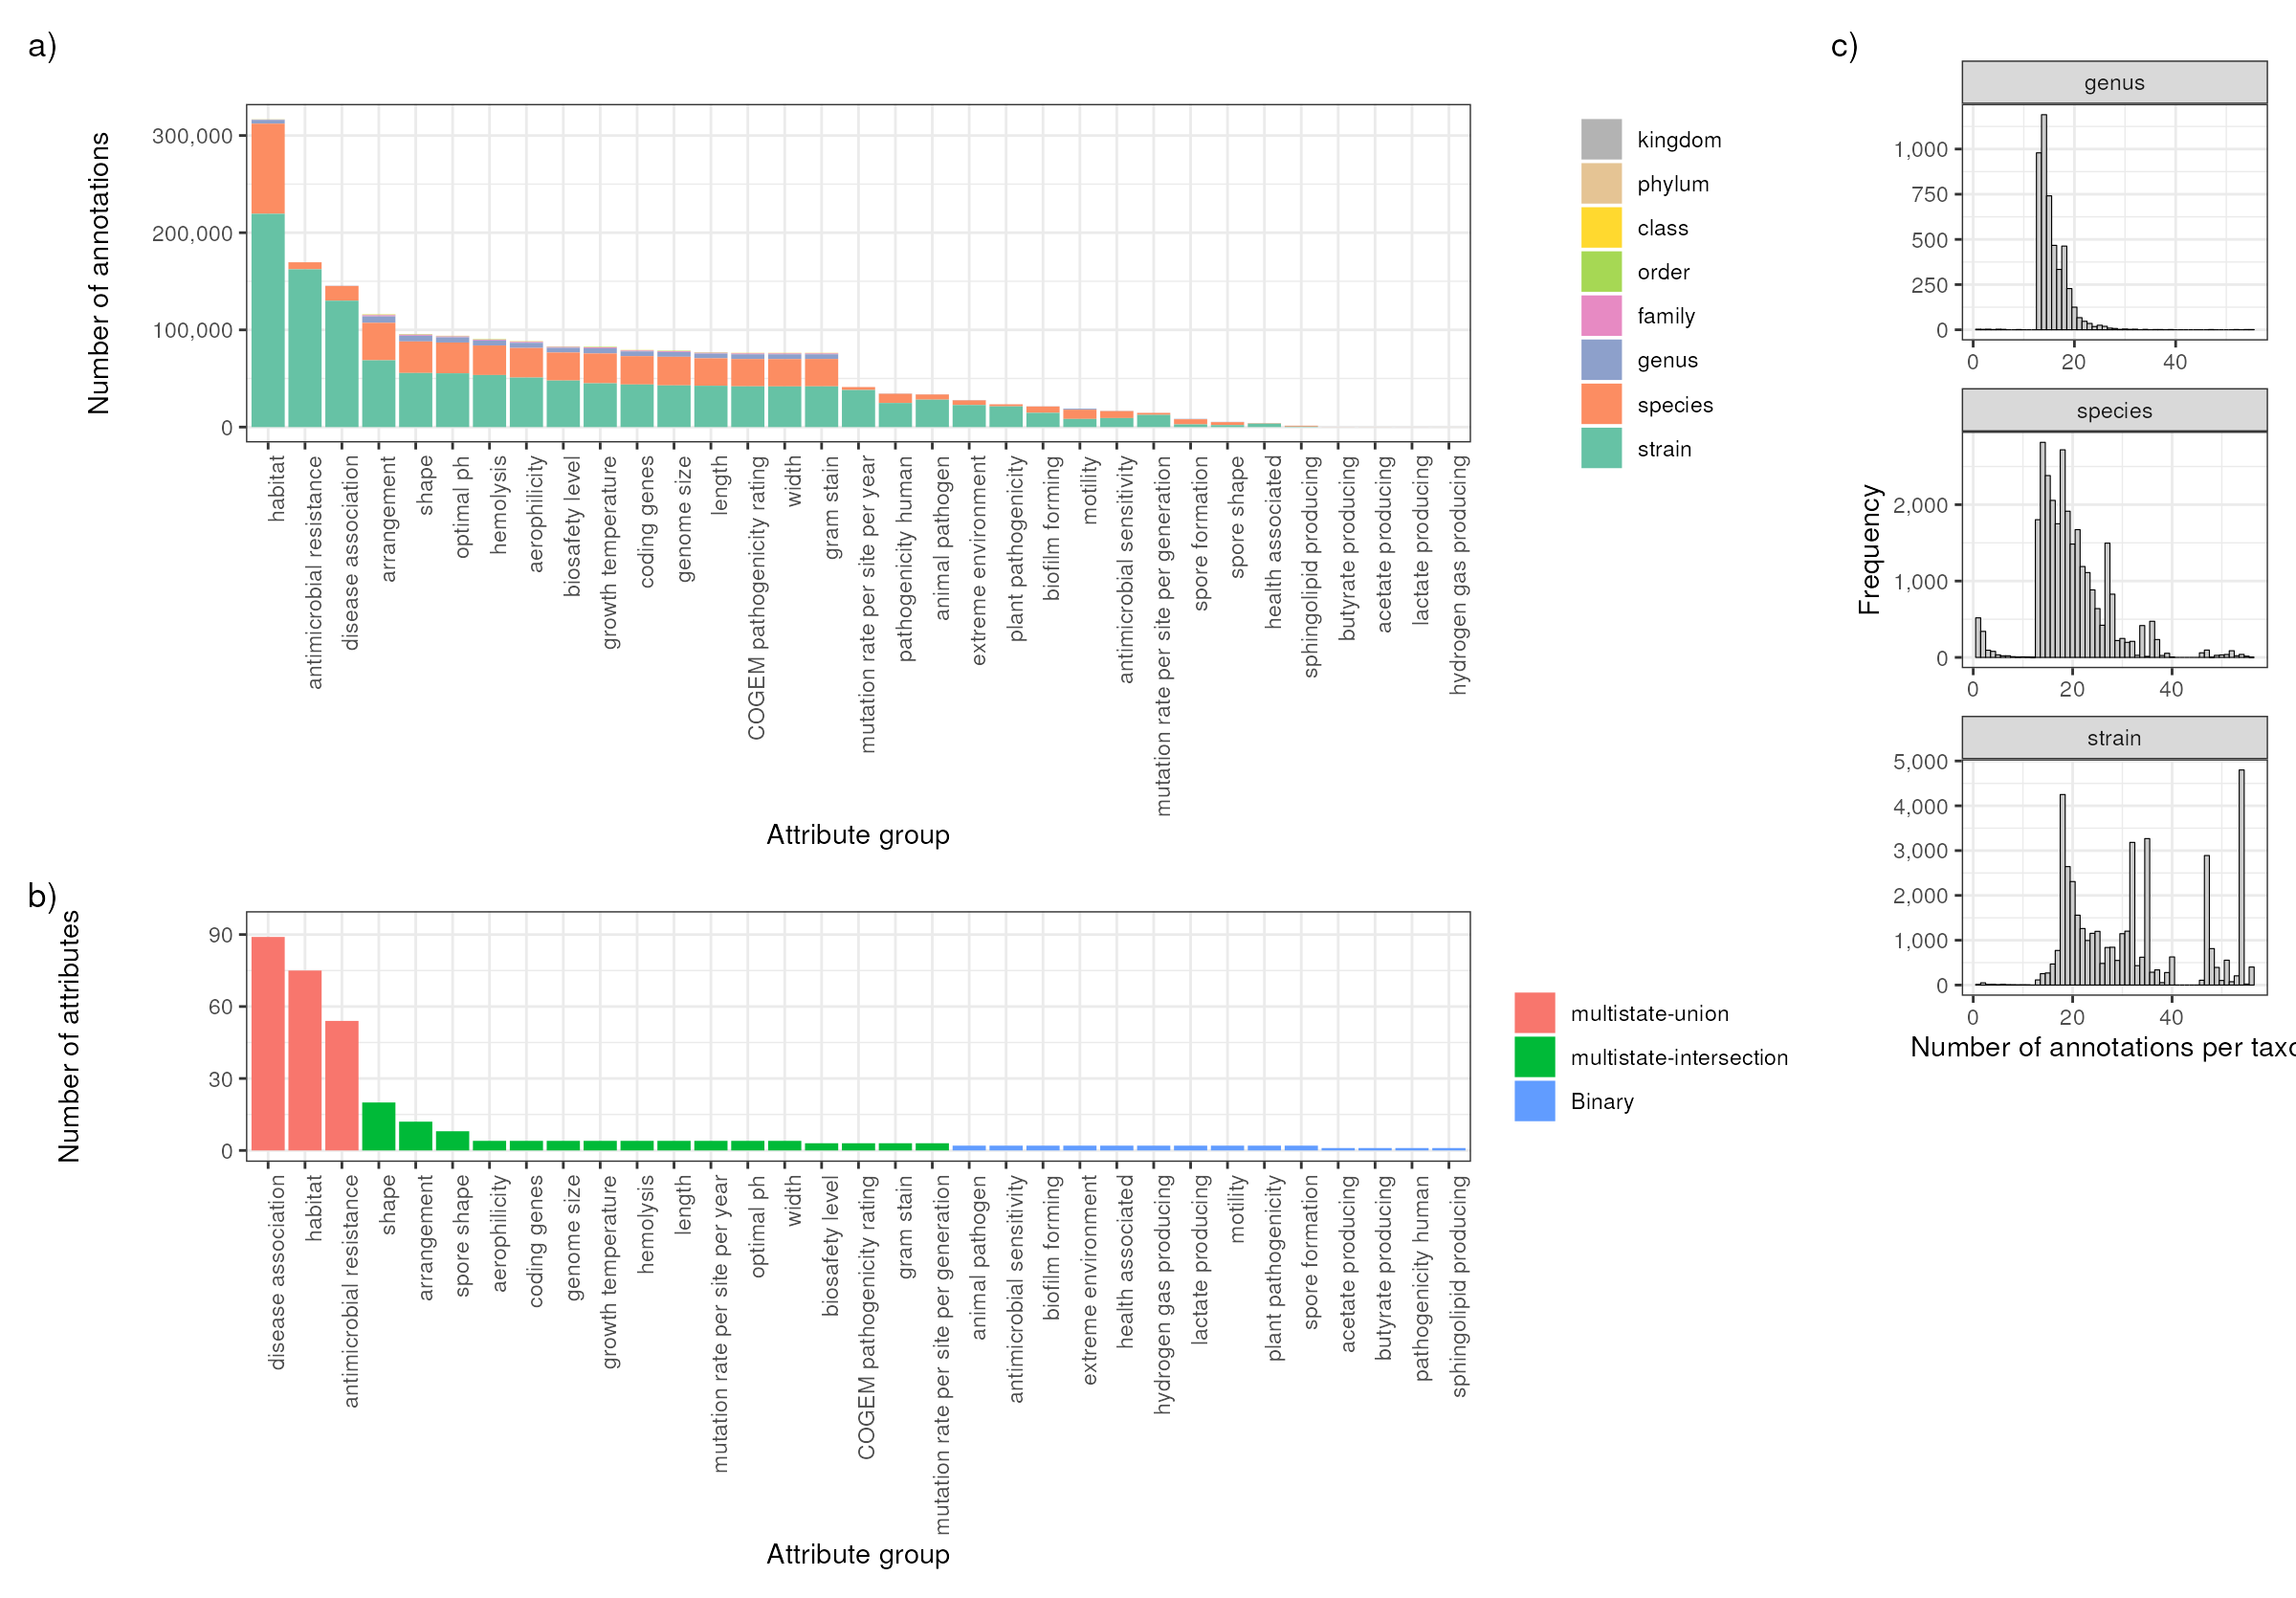 a)
Number of annotations
300,000
200,000
100,000
0
habitat
antimicrobial resistance
disease association
arrangement
shape
optimal ph
hemolysis
aerophilicity
biosafety level
growth temperature
coding genes
genome size
length
COGEM pathogenicity rating
width
gram stain
mutation rate per site per year
pathogenicity human
animal pathogen
extreme environment
plant pathogenicity
biofilm forming
motility
antimicrobial sensitivity
mutation rate per site per generation
spore formation
spore shape
health associated
sphingolipid producing
butyrate producing
acetate producing
lactate producing
hydrogen gas producing
Attribute group
kingdom
phylum
class
order
family
genus
species
strain
b)
Number of attributes
90
60
30
0
disease association
habitat
antimicrobial resistance
shape
arrangement
spore shape
aerophilicity
coding genes
genome size
growth temperature
hemolysis
length
mutation rate per site per year
optimal ph
width
biosafety level
COGEM pathogenicity rating
gram stain
mutation rate per site per generation
animal pathogen
antimicrobial sensitivity
biofilm forming
extreme environment
health associated
hydrogen gas producing
lactate producing
motility
plant pathogenicity
spore formation
acetate producing
butyrate producing
pathogenicity human
sphingolipid producing
Attribute group
multistate-union
multistate-intersection
Binary
c)
Frequency
genus
1,000
750
500
250
0
0 20 40
species
2,000
1,000
0
0 20 40
strain
5,000
4,000
3,000
2,000
1,000
0
0 20 40
Number of annotations per taxo